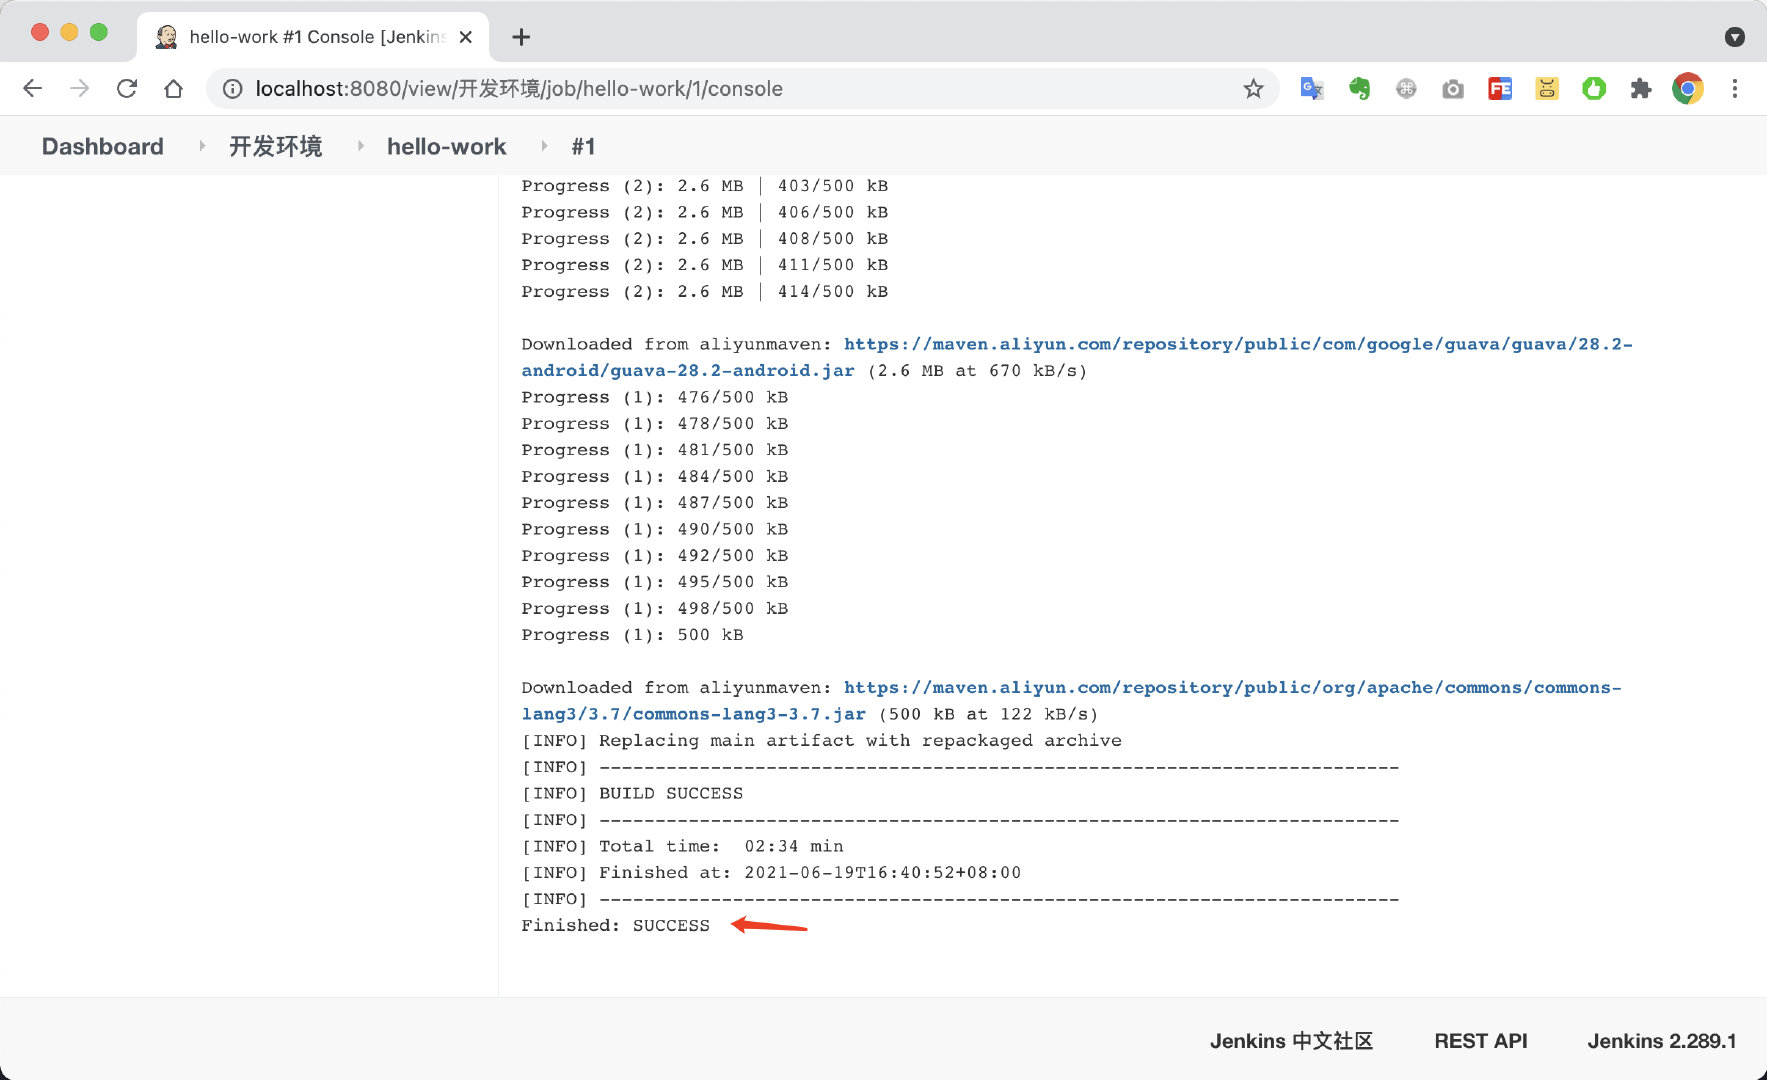 hello-work #1 Console [Jenkins
localhost:8080/view/开发环境/job/hello-work/1/console
Dashboard 开发环境 hello-work #1
Progress (2): 2.6 MB | 403/500 kB
Progress (2): 2.6 MB | 406/500 kB
Progress (2): 2.6 MB | 408/500 kB
Progress (2): 2.6 MB | 411/500 kB
Progress (2): 2.6 MB | 414/500 kB
Downloaded from aliyunmaven: https://maven.aliyun.com/repository/public/com/google/guava/guava/28.2-
android/guava-28.2-android.jar (2.6 MB at 670 kB/s)
Progress (1): 476/500 kB
Progress (1): 478/500 kB
Progress (1): 481/500 kB
Progress (1): 484/500 kB
Progress (1): 487/500 kB
Progress (1): 490/500 kB
Progress (1): 492/500 kB
Progress (1): 495/500 kB
Progress (1): 498/500 kB
Progress (1): 500 kB
Downloaded from aliyunmaven: https://maven.aliyun.com/repository/public/org/apache/commons/commons-
lang3/3.7/commons-lang3-3.7.jar (500 kB at 122 kB/s)
[INFO] Replacing main artifact with repackaged archive
[INFO] ------------------------------------------------------------------------
[INFO] BUILD SUCCESS
[INFO] ------------------------------------------------------------------------
[INFO] Total time:  02:34 min
[INFO] Finished at: 2021-06-19T16:40:52+08:00
[INFO] ------------------------------------------------------------------------
Finished: SUCCESS
Jenkins 中文社区 REST API Jenkins 2.289.1